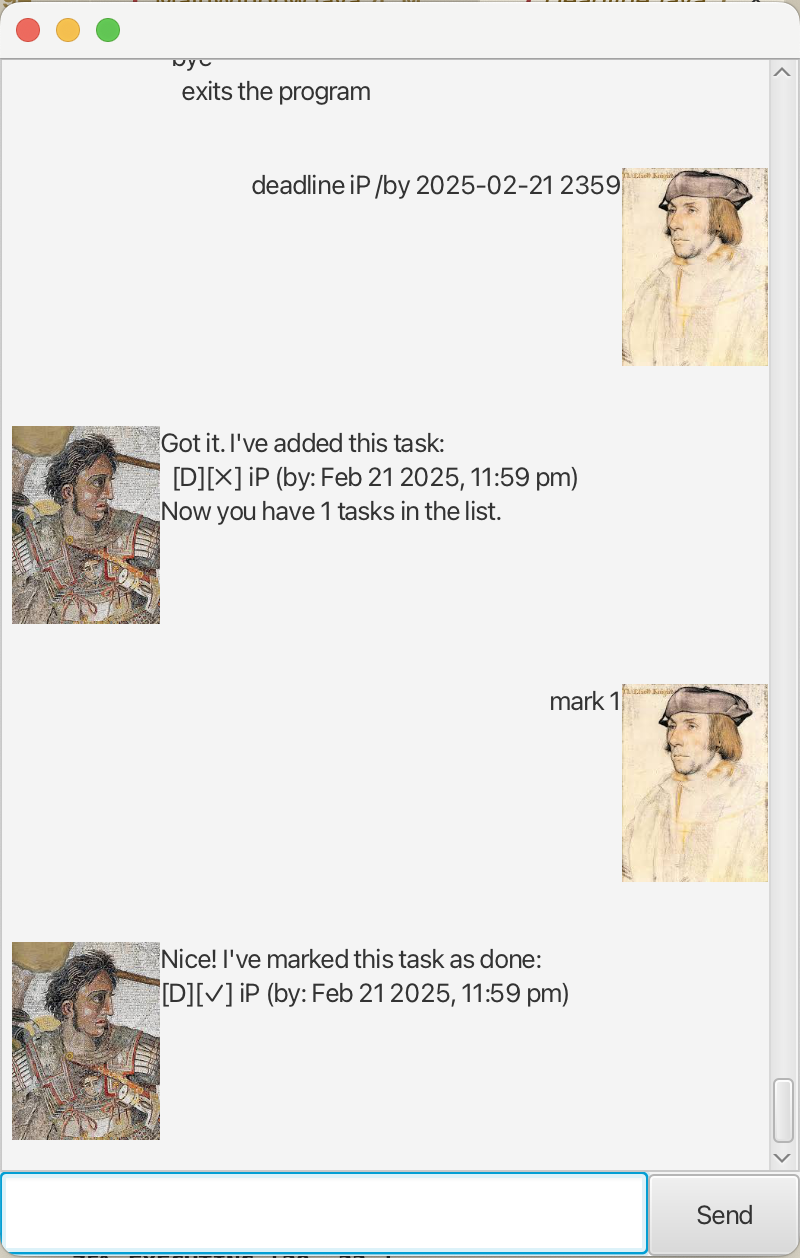 bye
exits the program
deadline iP /by 2025-02-21 2359
Got it. I've added this task:
[D][✕] iP (by: Feb 21 2025, 11:59 pm)
Now you have 1 tasks in the list.
mark 1
Nice! I've marked this task as done:
[D][✓] iP (by: Feb 21 2025, 11:59 pm)
Send